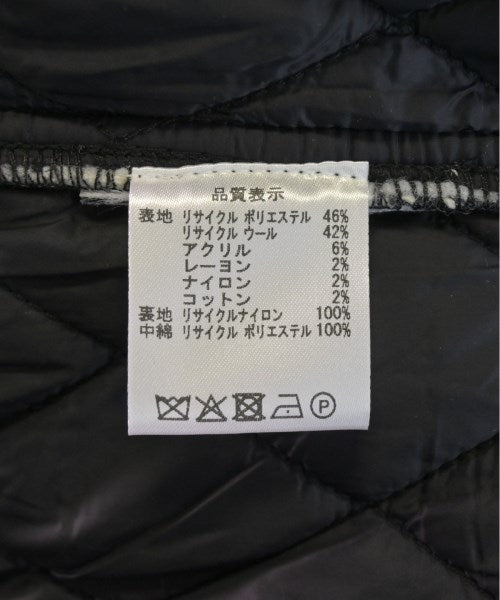 品質表示
表地 リサイクル ポリエステル 46%
リサイクル ウール 42%
アクリル 6%
レーヨン 2%
ナイロン 2%
コットン 2%
裏地 リサイクルナイロン 100%
中綿 リサイクル ポリエステル 100%
P